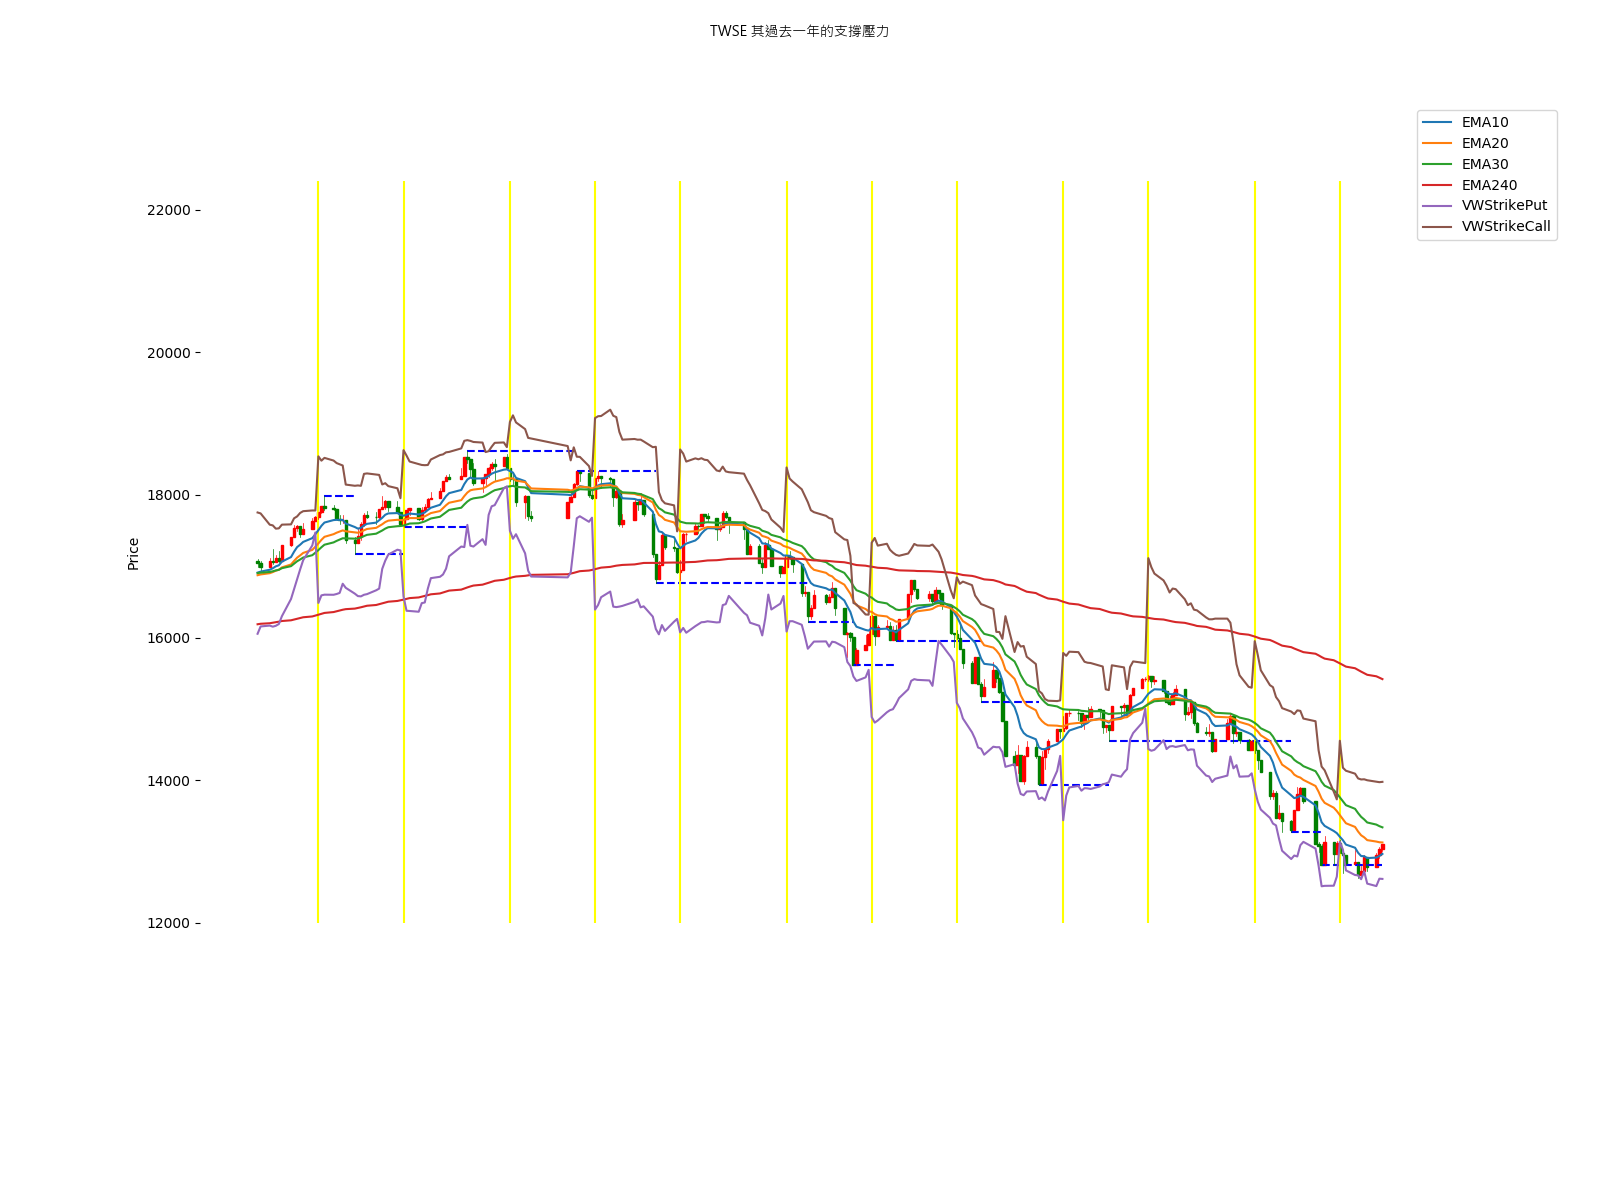 TWSE 其過去一年的支撐壓力
EMA10
EMA20
EMA30
EMA240
VWStrikePut
VWStrikeCall
22000
20000
18000
16000
14000
12000
Price